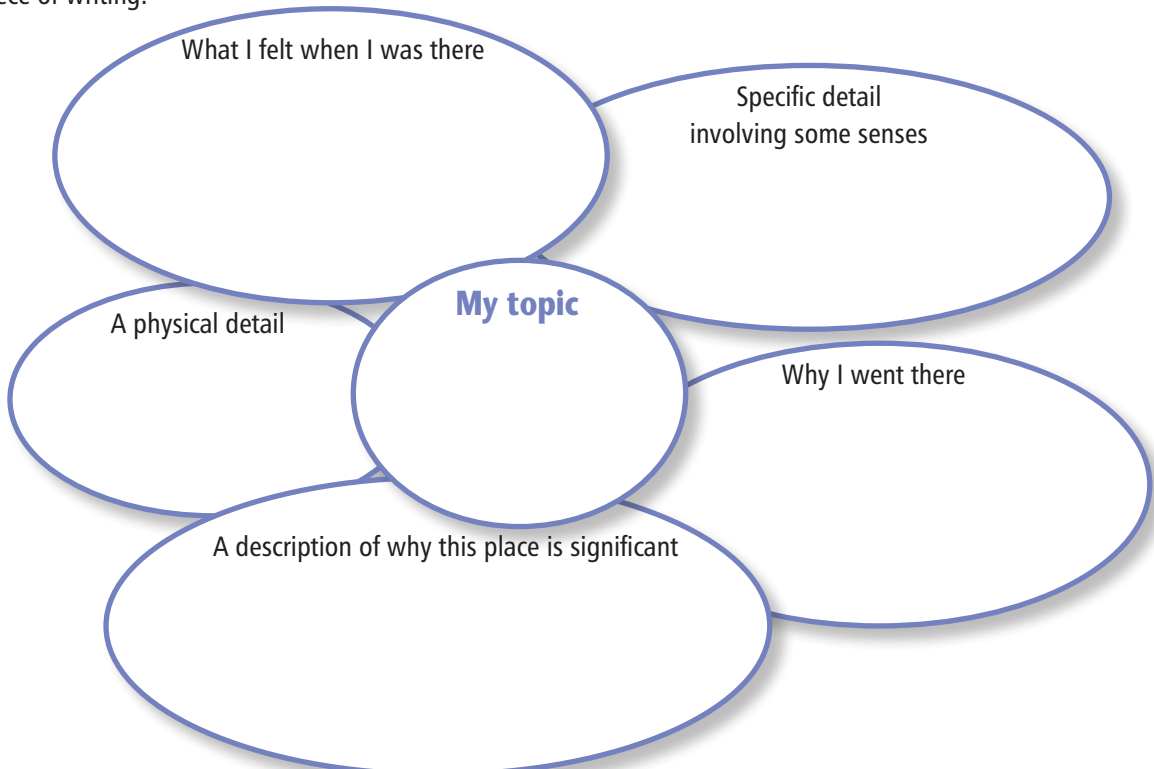 writing.
What I felt when I was there
Specific detail
involving some senses
My topic
A physical detail
Why I went there
A description of why this place is significant